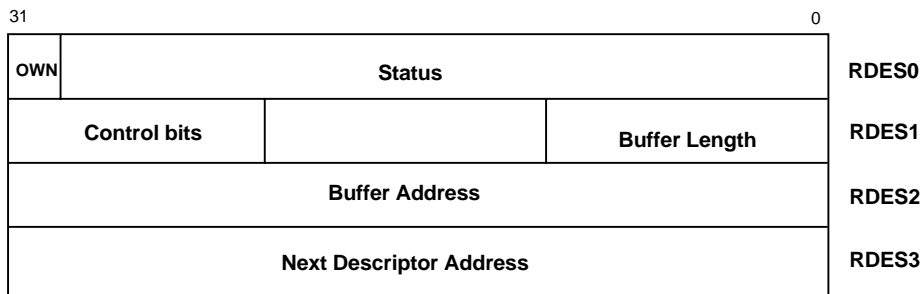 31 0
OWN Status RDES0
Control bits Buffer Length RDES1
Buffer Address RDES2
Next Descriptor Address RDES3